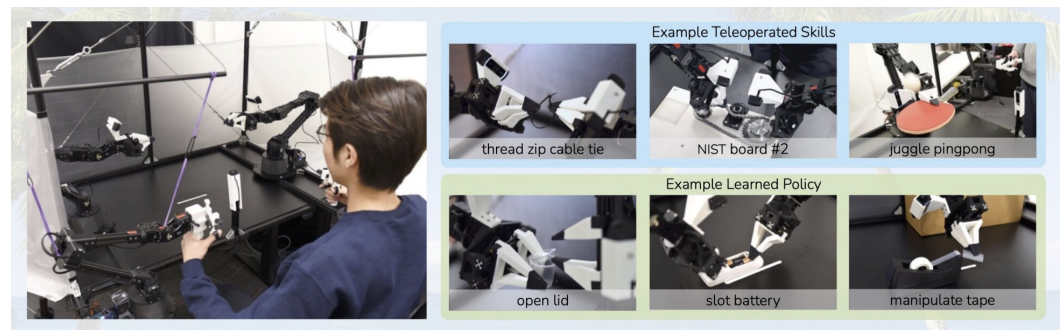 Example Teleoperated Skills
thread zip cable tie
NIST board #2
juggle pingpong
Example Learned Policy
open lid
slot battery
manipulate tape